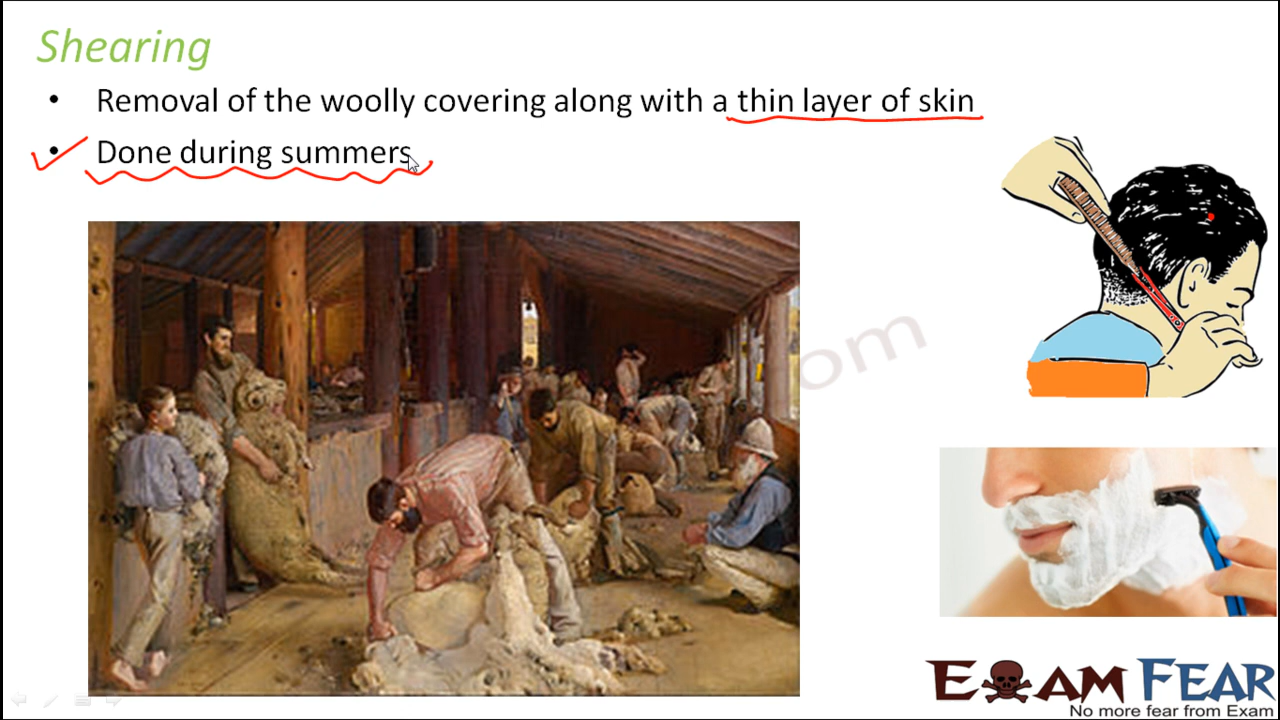 Shearing
• Removal of the woolly covering along with a thin layer of skin
• Done during summers
om
EXAM FEAR
No more fear from Exam